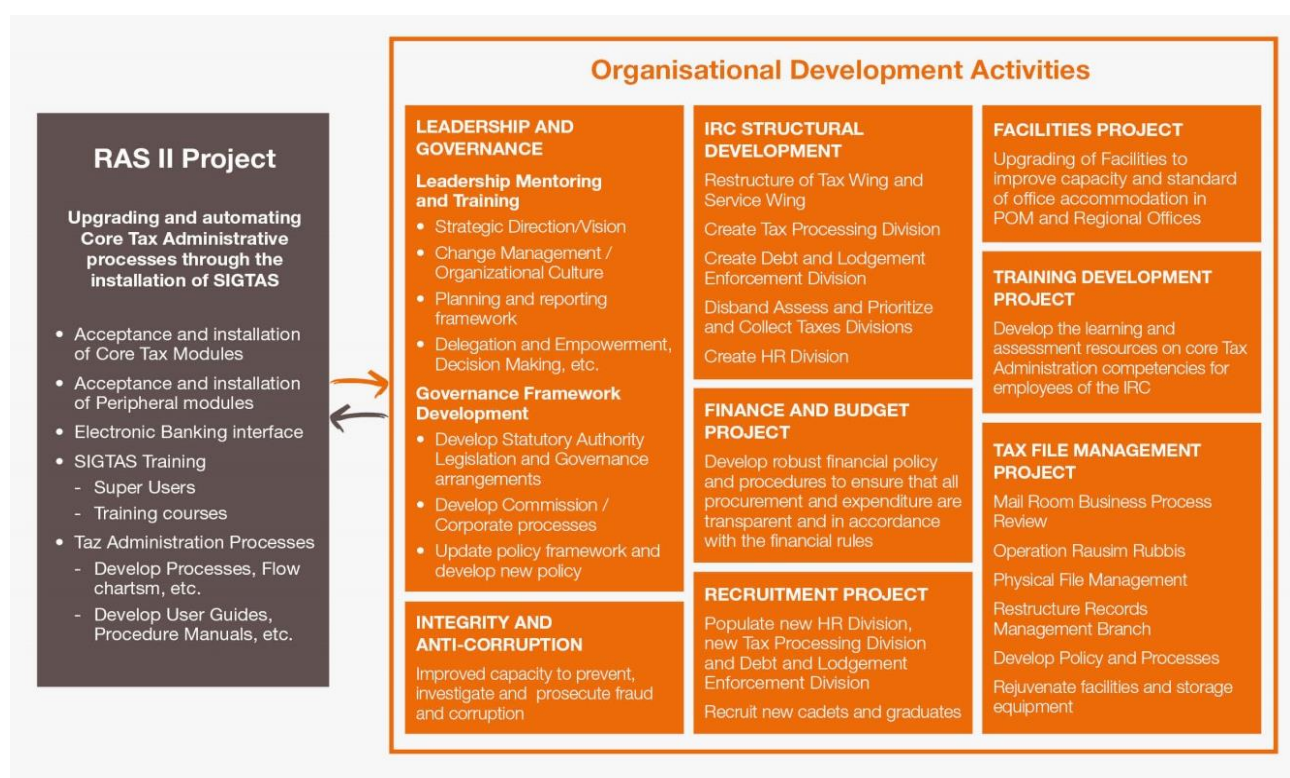 Organisational Development Activities
RAS II Project
Upgrading and automating
Core Tax Administrative
processes through the
installation of SIGTAS
• Acceptance and installation
of Core Tax Modules
• Acceptance and installation
of Peripheral modules
• Electronic Banking interface
• SIGTAS Training
- Super Users
- Training courses
• Taz Administration Processes
- Develop Processes, Flow
chartsm, etc.
- Develop User Guides,
Procedure Manuals, etc.
LEADERSHIP AND
GOVERNANCE
Leadership Mentoring
and Training
• Strategic Direction/Vision
• Change Management /
Organizational Culture
• Planning and reporting
framework
• Delegation and Empowerment,
Decision Making, etc.
Governance Framework
Development
• Develop Statutory Authority
Legislation and Governance
arrangements
• Develop Commission /
Corporate processes
• Update policy framework and
develop new policy
INTEGRITY AND
ANTI-CORRUPTION
Improved capacity to prevent,
investigate and prosecute fraud
and corruption
IRC STRUCTURAL
DEVELOPMENT
Restructure of Tax Wing and
Service Wing
Create Tax Processing Division
Create Debt and Lodgement
Enforcement Division
Disband Assess and Prioritize
and Collect Taxes Divisions
Create HR Division
FINANCE AND BUDGET
PROJECT
Develop robust financial policy
and procedures to ensure that all
procurement and expenditure are
transparent and in accordance
with the financial rules
RECRUITMENT PROJECT
Populate new HR Division,
new Tax Processing Division
and Debt and Lodgement
Enforcement Division
Recruit new cadets and graduates
FACILITIES PROJECT
Upgrading of Facilities to
improve capacity and standard
of office accommodation in
POM and Regional Offices
TRAINING DEVELOPMENT
PROJECT
Develop the learning and
assessment resources on core Tax
Administration competencies for
employees of the IRC
TAX FILE MANAGEMENT
PROJECT
Mail Room Business Process
Review
Operation Rausim Rubbis
Physical File Management
Restructure Records
Management Branch
Develop Policy and Processes
Rejuvenate facilities and storage
equipment